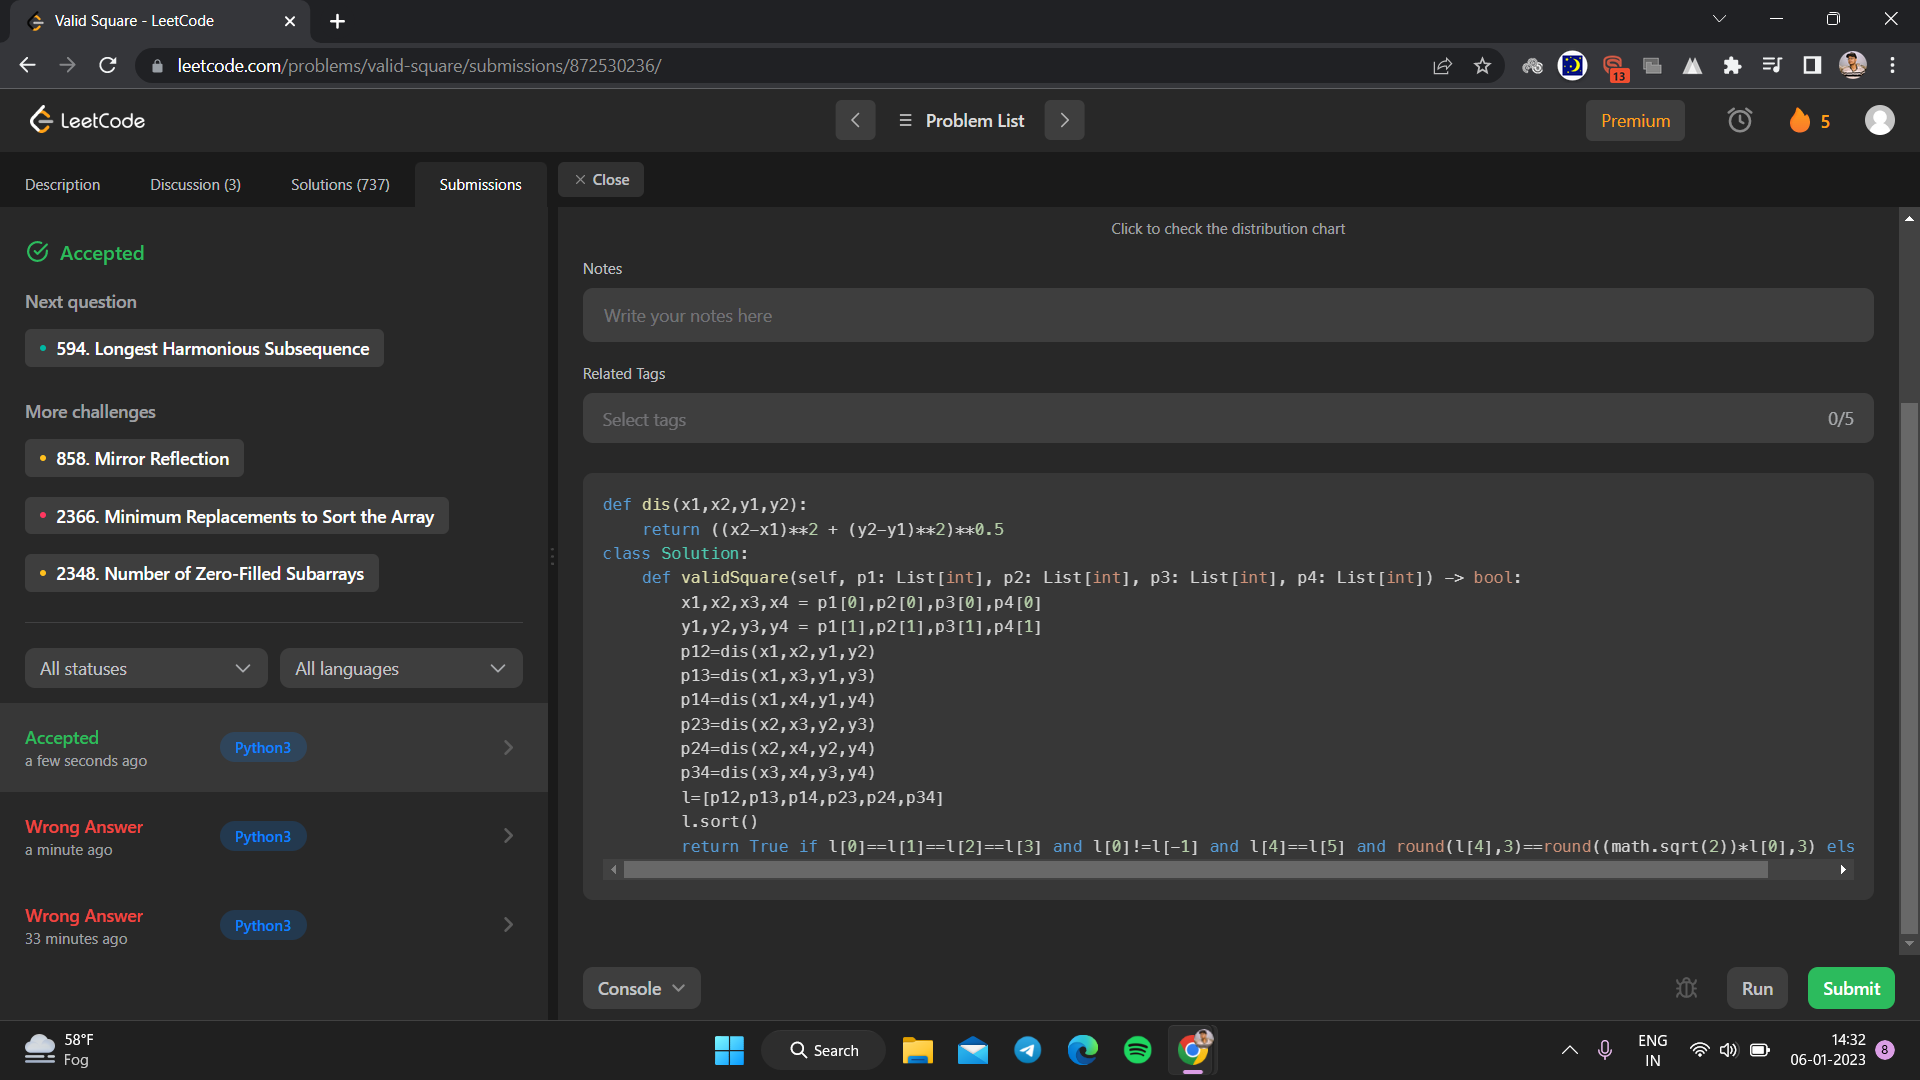 Valid Square - LeetCode
leetcode.com/problems/valid-square/submissions/872530236/
13
LeetCode
Problem List
Premium
5
Description
Discussion (3)
Solutions (737)
Submissions
Close
Accepted
Next question
594. Longest Harmonious Subsequence
More challenges
858. Mirror Reflection
2366. Minimum Replacements to Sort the Array
2348. Number of Zero-Filled Subarrays
All statuses
All languages
Accepted
Python3
a few seconds ago
Wrong Answer
Python3
a minute ago
Wrong Answer
Python3
33 minutes ago
Click to check the distribution chart
Notes
Write your notes here
Related Tags
Select tags
0/5
def dis(x1,x2,y1,y2):
    return ((x2-x1)**2 + (y2-y1)**2)**0.5
class Solution:
    def validSquare(self, p1: List[int], p2: List[int], p3: List[int], p4: List[int]) -> bool:
        x1,x2,x3,x4 = p1[0],p2[0],p3[0],p4[0]
        y1,y2,y3,y4 = p1[1],p2[1],p3[1],p4[1]
        p12=dis(x1,x2,y1,y2)
        p13=dis(x1,x3,y1,y3)
        p14=dis(x1,x4,y1,y4)
        p23=dis(x2,x3,y2,y3)
        p24=dis(x2,x4,y2,y4)
        p34=dis(x3,x4,y3,y4)
        l=[p12,p13,p14,p23,p24,p34]
        l.sort()
        return True if l[0]==l[1]==l[2]==l[3] and l[0]!=l[-1] and l[4]==l[5] and round(l[4],3)==round((math.sqrt(2))*l[0],3) els
Console
Run
Submit
58°F
Fog
Search
ENG
IN
14:32
06-01-2023
8